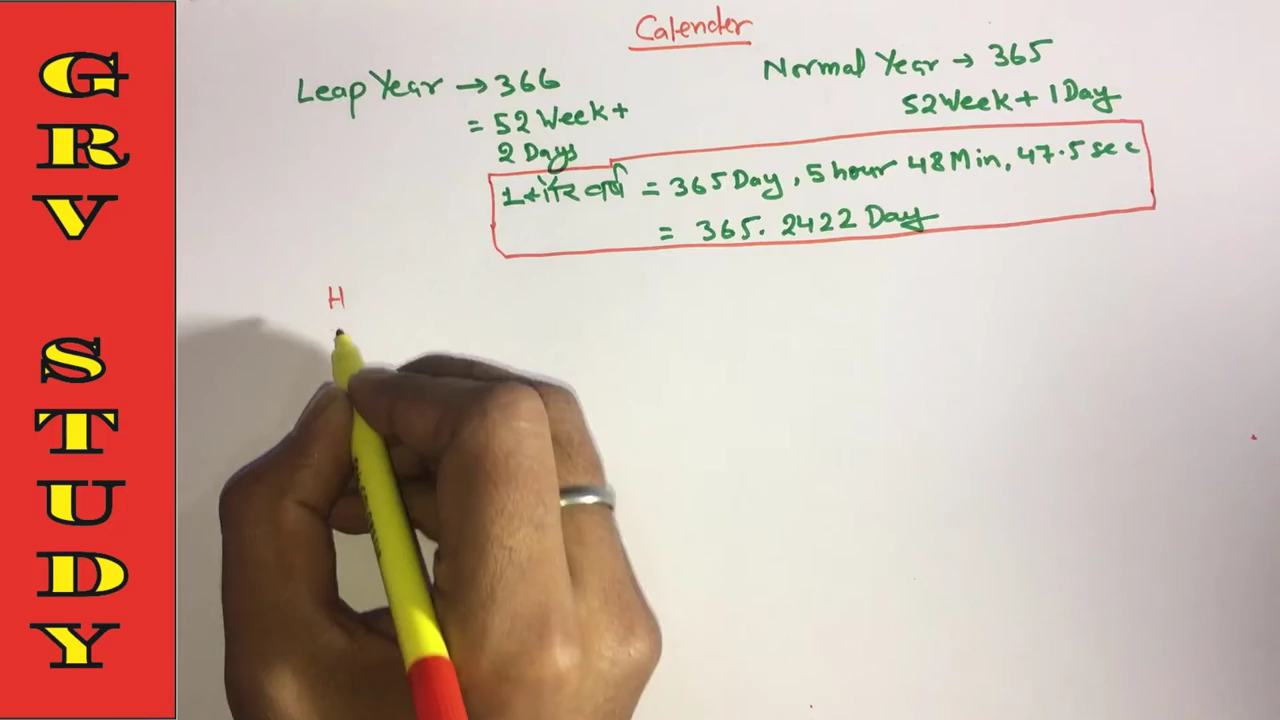 GRV STUDY
Calender
Leap Year → 366
= 52 Week +
2 Days
Normal Year → 365
52 Week + 1 Day
1 सौर वर्ष = 365 Day, 5 hour 48 Min, 47.5 sec
= 365.2422 Day
H